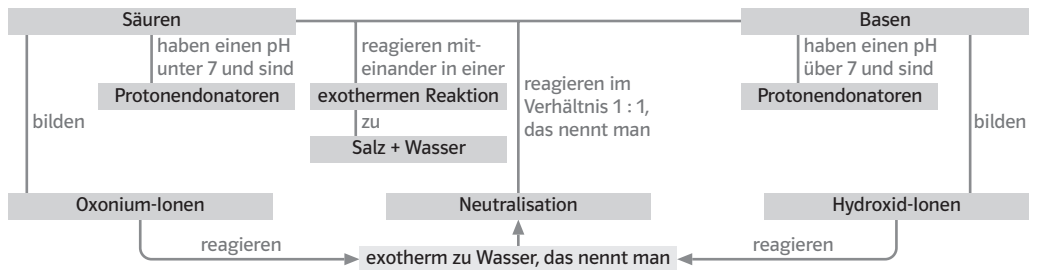 Säuren
Basen
haben einen pH
unter 7 und sind
Protonendonatoren
reagieren mit-
einander in einer
exothermen Reaktion
zu
Salz + Wasser
reagieren im
Verhältnis 1 : 1,
das nennt man
haben einen pH
über 7 und sind
Protonendonatoren
bilden
bilden
Oxonium-Ionen
Neutralisation
Hydroxid-Ionen
reagieren
exotherm zu Wasser, das nennt man
reagieren